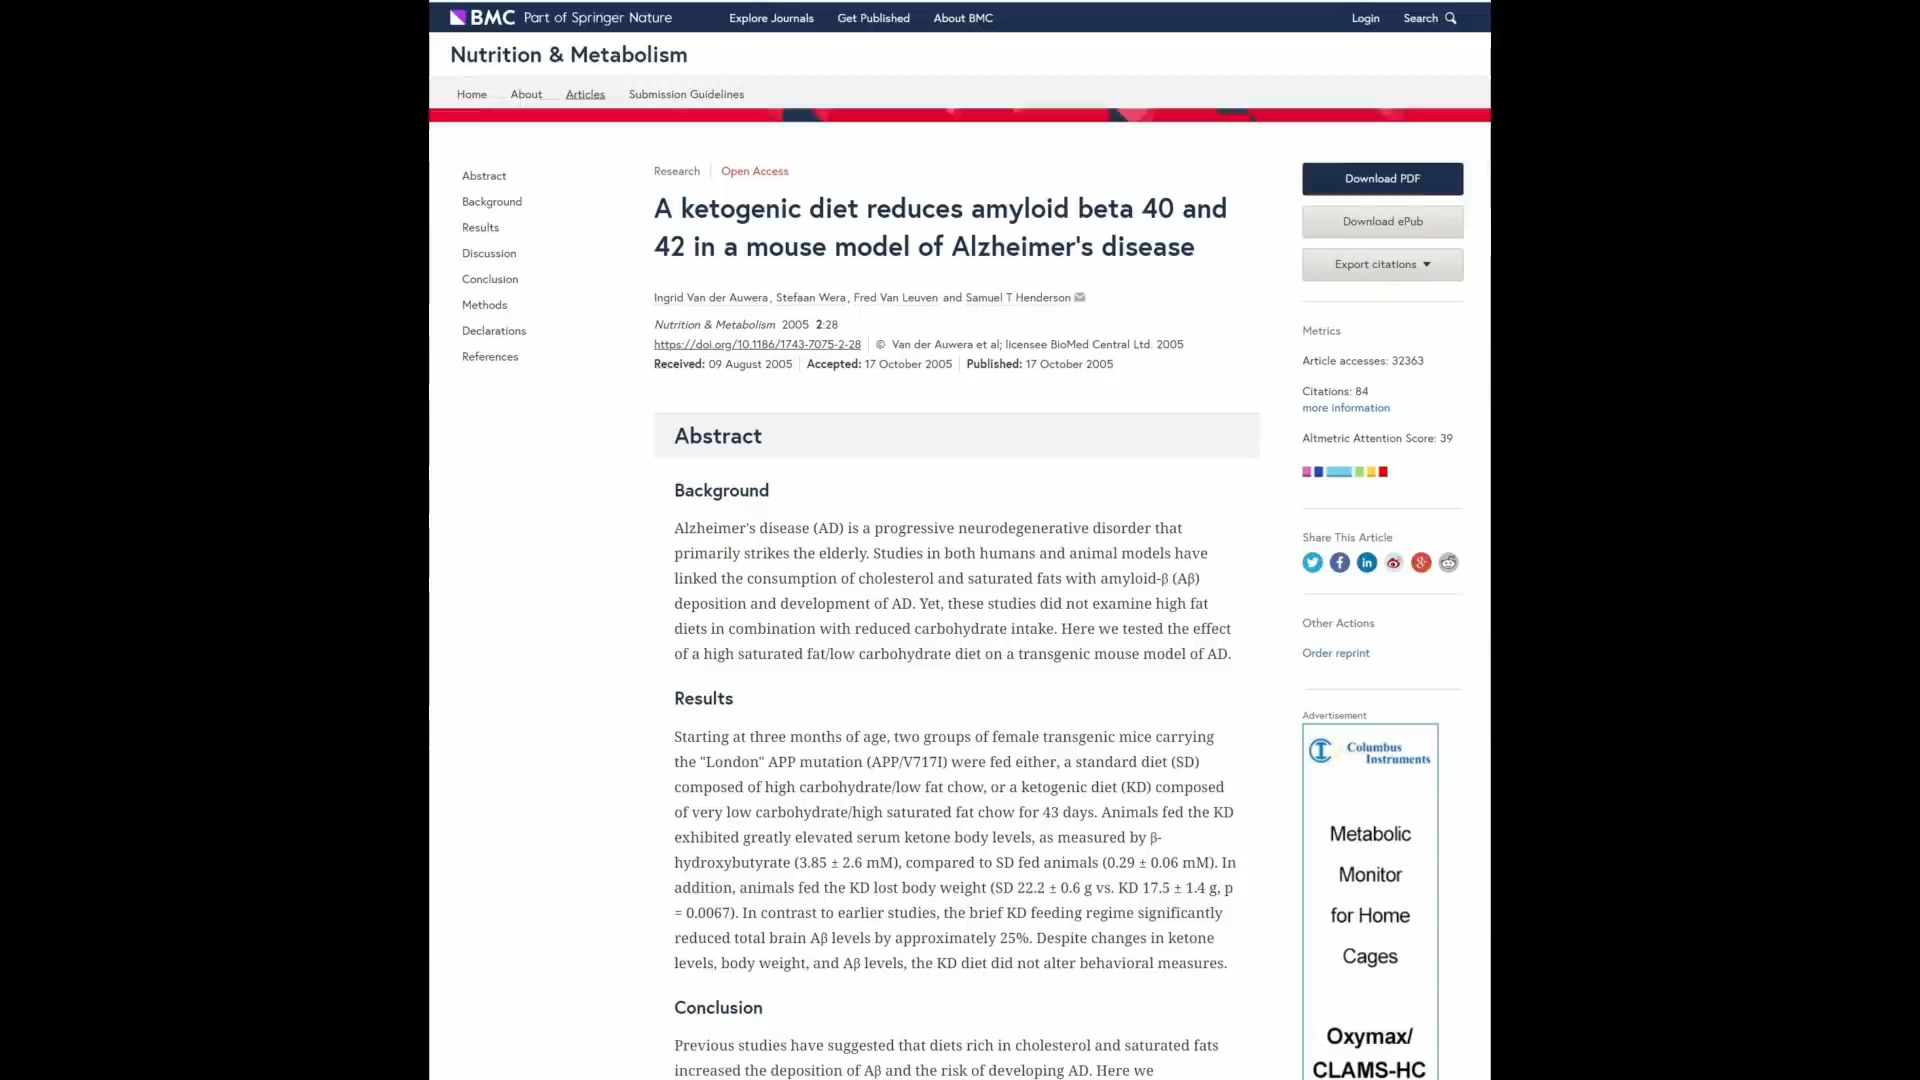 BMC Part of Springer Nature
Explore Journals Get Published About BMC
Login Search
Nutrition & Metabolism
Home About Articles Submission Guidelines
Abstract
Background
Results
Discussion
Conclusion
Methods
Declarations
References
Research Open Access
A ketogenic diet reduces amyloid beta 40 and
42 in a mouse model of Alzheimer's disease
Ingrid Van der Auwera, Stefaan Wera, Fred Van Leuven and Samuel T Henderson
Nutrition & Metabolism 2005 2:28
https://doi.org/10.1186/1743-7075-2-28 © Van der Auwera et al; licensee BioMed Central Ltd. 2005
Received: 09 August 2005 Accepted: 17 October 2005 Published: 17 October 2005
Abstract
Background
Alzheimer's disease (AD) is a progressive neurodegenerative disorder that
primarily strikes the elderly. Studies in both humans and animal models have
linked the consumption of cholesterol and saturated fats with amyloid-β (Aβ)
deposition and development of AD. Yet, these studies did not examine high fat
diets in combination with reduced carbohydrate intake. Here we tested the effect
of a high saturated fat/low carbohydrate diet on a transgenic mouse model of AD.
Results
Starting at three months of age, two groups of female transgenic mice carrying
the "London" APP mutation (APP/V717I) were fed either, a standard diet (SD)
composed of high carbohydrate/low fat chow, or a ketogenic diet (KD) composed
of very low carbohydrate/high saturated fat chow for 43 days. Animals fed the KD
exhibited greatly elevated serum ketone body levels, as measured by β-
hydroxybutyrate (3.85 ± 2.6 mM), compared to SD fed animals (0.29 ± 0.06 mM). In
addition, animals fed the KD lost body weight (SD 22.2 ± 0.6 g vs. KD 17.5 ± 1.4 g, p
= 0.0067). In contrast to earlier studies, the brief KD feeding regime significantly
reduced total brain Aβ levels by approximately 25%. Despite changes in ketone
levels, body weight, and Aβ levels, the KD diet did not alter behavioral measures.
Conclusion
Previous studies have suggested that diets rich in cholesterol and saturated fats
increased the deposition of Aβ and the risk of developing AD. Here we
Download PDF
Download ePub
Export citations
Metrics
Article accesses: 32363
Citations: 84
more information
Altmetric Attention Score: 39
Share This Article
Other Actions
Order reprint
Advertisement
Columbus
Instruments
Metabolic
Monitor
for Home
Cages
Oxymax/
CLAMS-HC